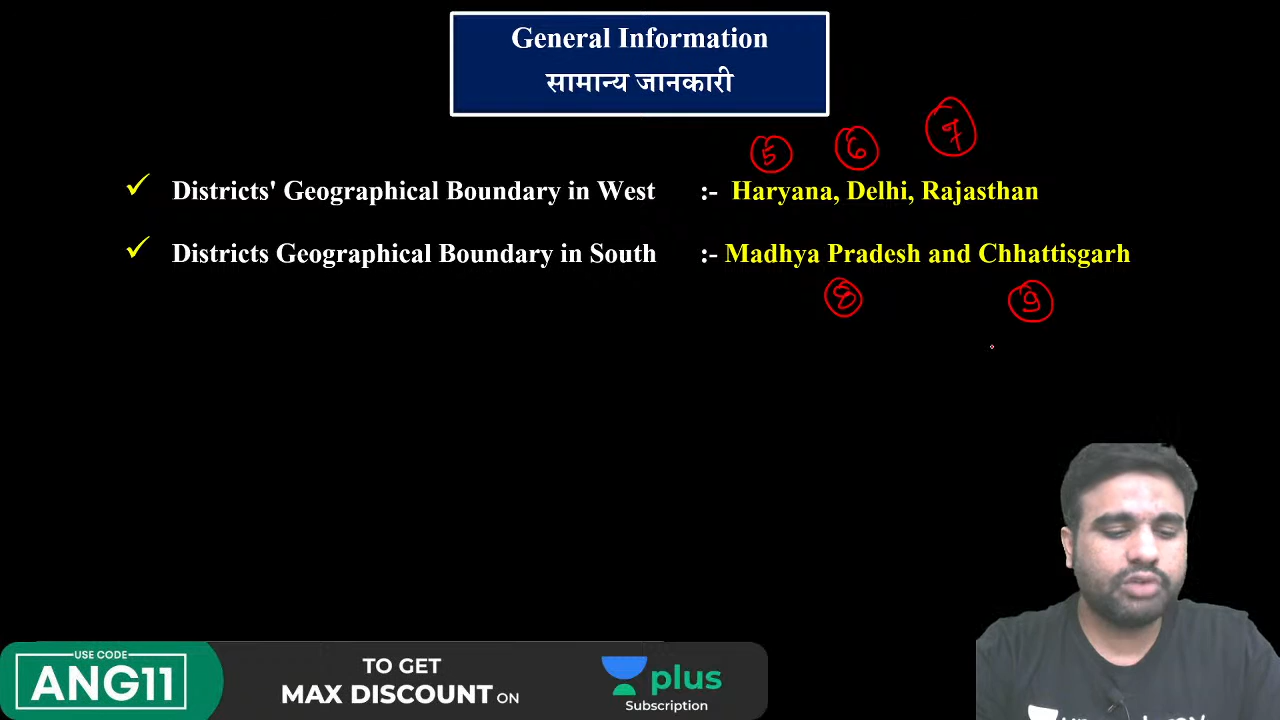 General Information
सामान्य जानकारी
5 6 7
✓ Districts' Geographical Boundary in West :- Haryana, Delhi, Rajasthan
✓ Districts Geographical Boundary in South :- Madhya Pradesh and Chhattisgarh
8 9
USE CODE
ANG11
TO GET
MAX DISCOUNT ON
plus
Subscription